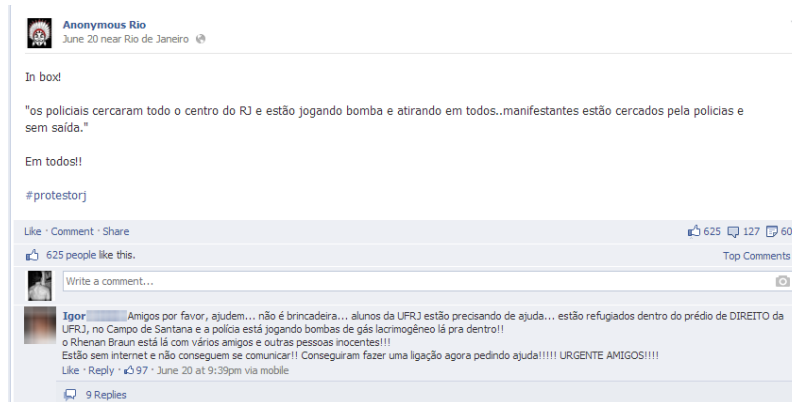 Anonymous Rio
June 20 near Rio de Janeiro
In box!
"os policiais cercaram todo o centro do RJ e estão jogando bomba e atirando em todos..manifestantes estão cercados pela policias e
sem saída."
Em todos!!
#protestorj
Like · Comment · Share 625 127 60
625 people like this. Top Comments
Write a comment...
Igor Amigos por favor, ajudem... não é brincadeira... alunos da UFRJ estão precisando de ajuda... estão refugiados dentro do prédio de DIREITO da
UFRJ, no Campo de Santana e a polícia está jogando bombas de gás lacrimogêneo lá pra dentro!!
o Rhenan Braun está lá com vários amigos e outras pessoas inocentes!!!
Estão sem internet e não conseguem se comunicar!! Conseguiram fazer uma ligação agora pedindo ajuda!!!!! URGENTE AMIGOS!!!!
Like · Reply · 97 · June 20 at 9:39pm via mobile
9 Replies